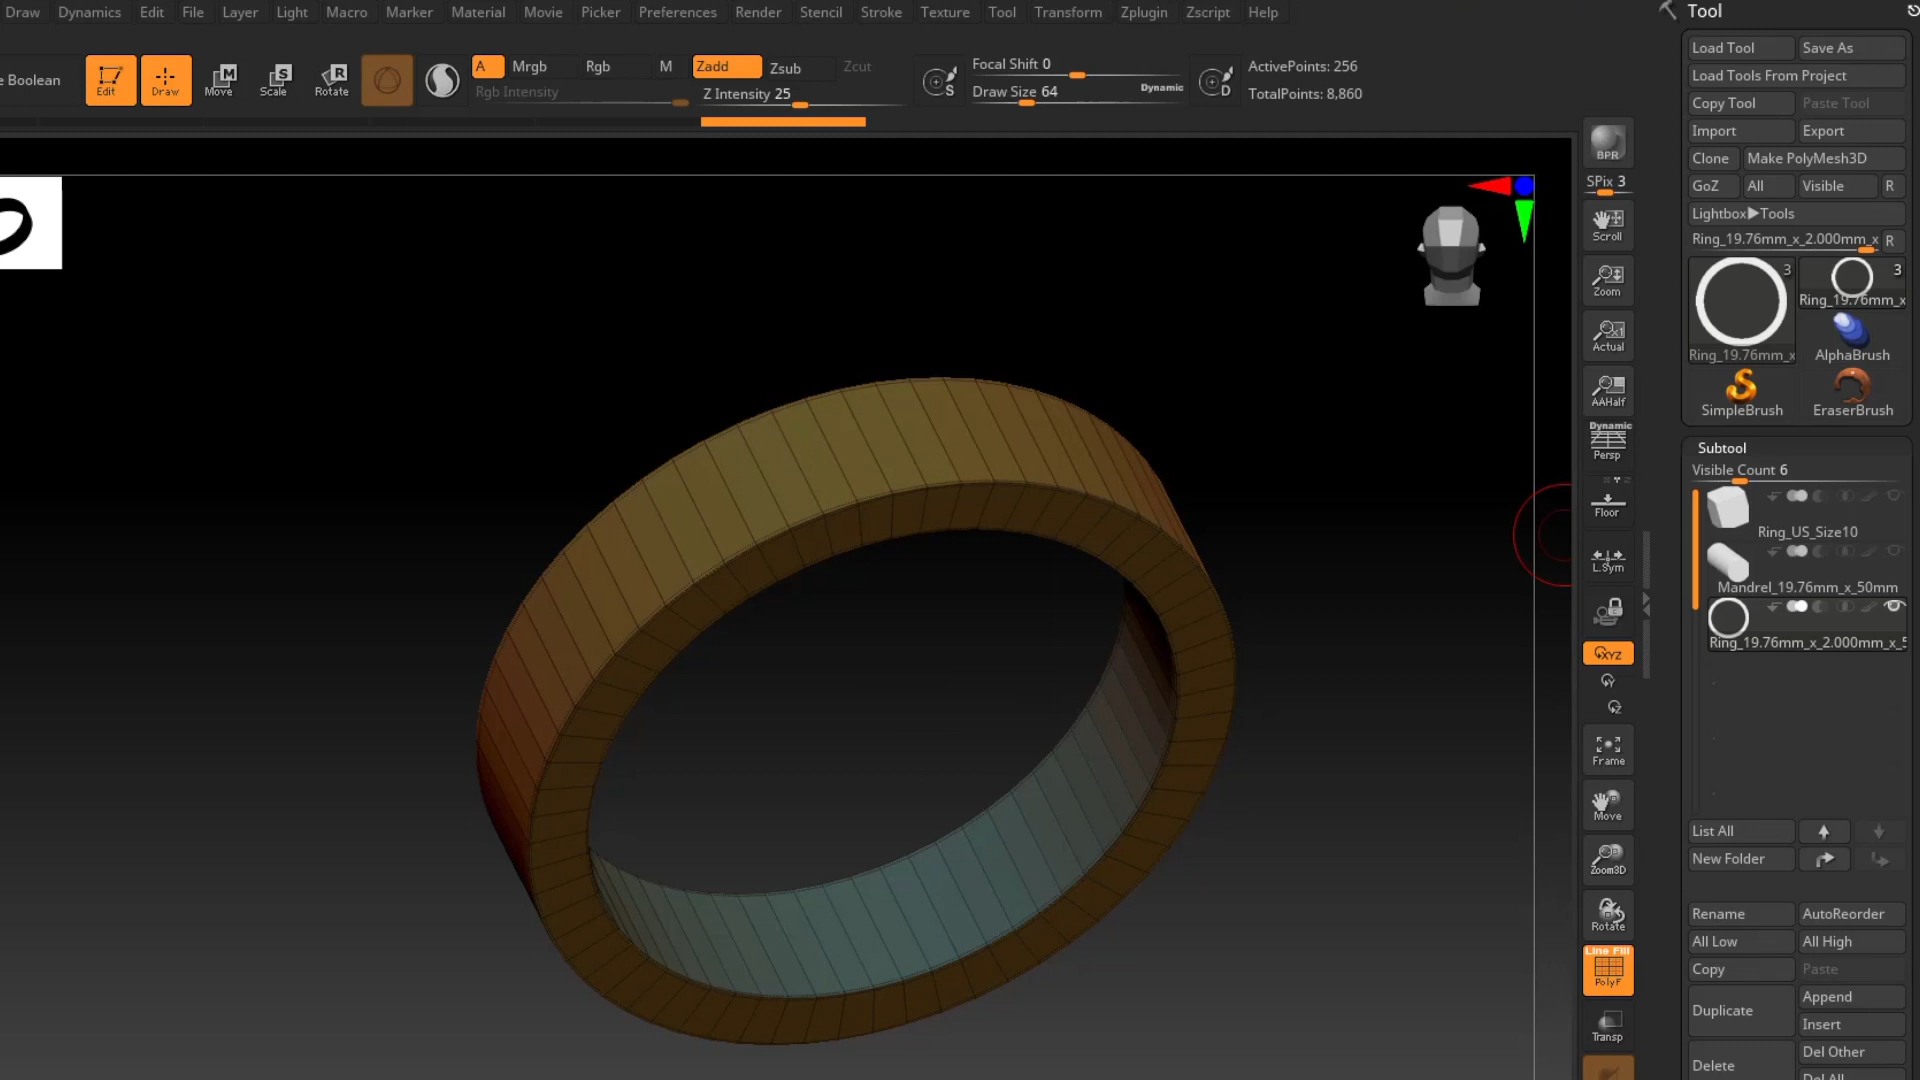 Draw Dynamics Edit File Layer Light Macro Marker Material Movie Picker Preferences Render Stencil Stroke Texture Tool Transform Zplugin Zscript Help
e Boolean
Edit
Draw
M
Move
S
Scale
R
Rotate
A Mrgb Rgb M
Rgb Intensity
Zadd Zsub Zcut
Z Intensity 25
S
Focal Shift 0
Draw Size 64 Dynamic
D
ActivePoints: 256
TotalPoints: 8,860
BPR
SPix 3
Scroll
Zoom
x1
Actual
AAHalf
Dynamic
Persp
Floor
L.Sym
XYZ
Y
Z
Frame
Move
Zoom3D
Rotate
Line Fill
PolyF
Transp
Tool
Load Tool Save As
Load Tools From Project
Copy Tool Paste Tool
Import Export
Clone Make PolyMesh3D
GoZ All Visible R
Lightbox▶Tools
Ring_19.76mm_x_2.000mm_x R
3
Ring_19.76mm_x
3
Ring_19.76mm_x
AlphaBrush
SimpleBrush
EraserBrush
Subtool
Visible Count 6
Ring_US_Size10
Mandrel_19.76mm_x_50mm
Ring_19.76mm_x_2.000mm_x_5
List All
New Folder
Rename AutoReorder
All Low All High
Copy Paste
Duplicate Append
Insert
Delete Del Other
Del All